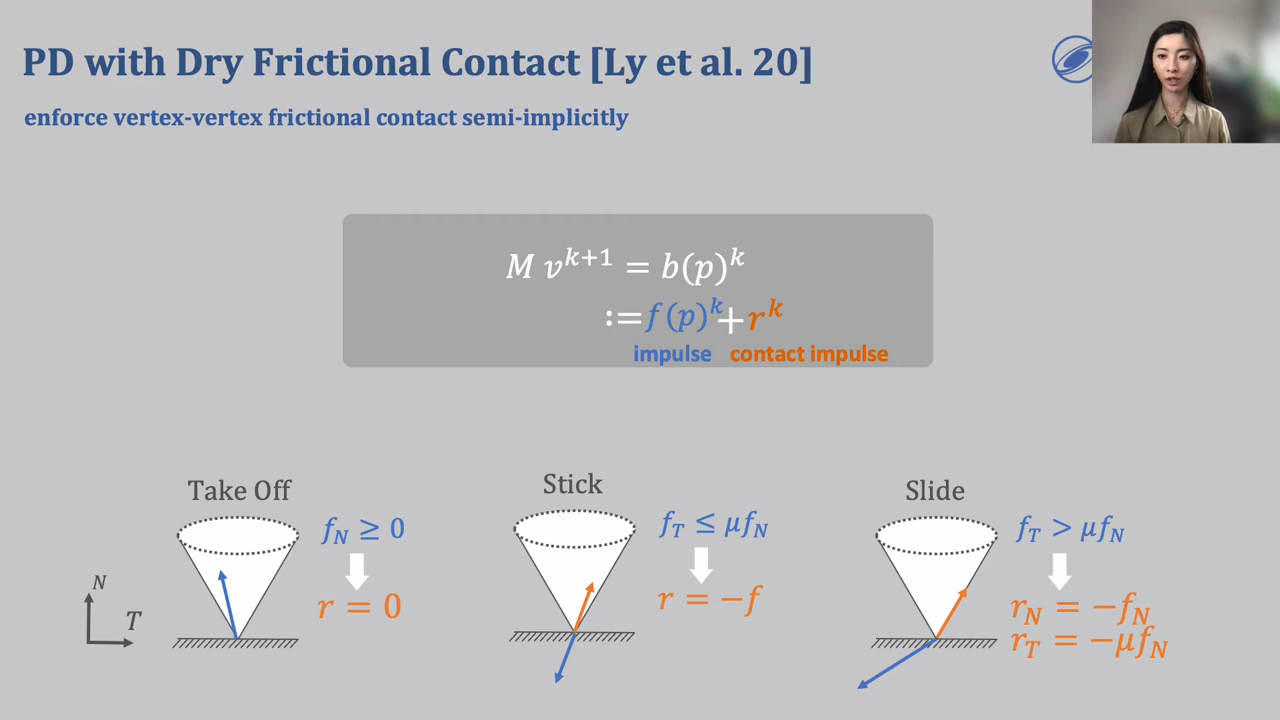 PD with Dry Frictional Contact [Ly et al. 20]
enforce vertex-vertex frictional contact semi-implicitly
M v^{k+1} = b(p)^k
:= f(p)^k + r^k
impulse contact impulse
Take Off
f_N ≥ 0
r = 0
N
T
Stick
f_T ≤ μf_N
r = −f
Slide
f_T > μf_N
r_N = −f_N
r_T = −μf_N